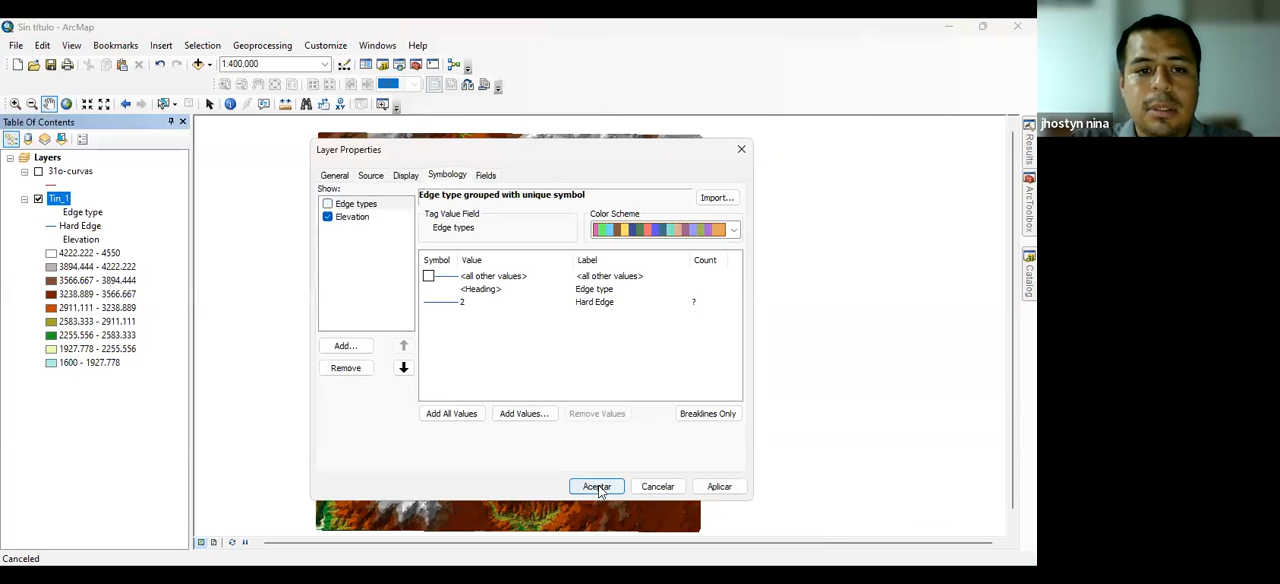 Sin título - ArcMap
File Edit View Bookmarks Insert Selection Geoprocessing Customize Windows Help
1:400,000
Table Of Contents
Layers
31o-curvas
Tin_1
Edge type
Hard Edge
Elevation
4222.222 - 4550
3894.444 - 4222.222
3566.667 - 3894.444
3238.889 - 3566.667
2911.111 - 3238.889
2583.333 - 2911.111
2255.556 - 2583.333
1927.778 - 2255.556
1600 - 1927.778
Layer Properties
General Source Display Symbology Fields
Show:
Edge types
Elevation
Add...
Remove
Edge type grouped with unique symbol
Import...
Tag Value Field
Edge types
Color Scheme
Symbol Value Label Count
<all other values> <all other values>
<Heading> Edge type
2 Hard Edge ?
Add All Values Add Values... Remove Values Breaklines Only
Aceptar Cancelar Aplicar
Results
ArcToolbox
Catalog
jhostyn nina
Canceled